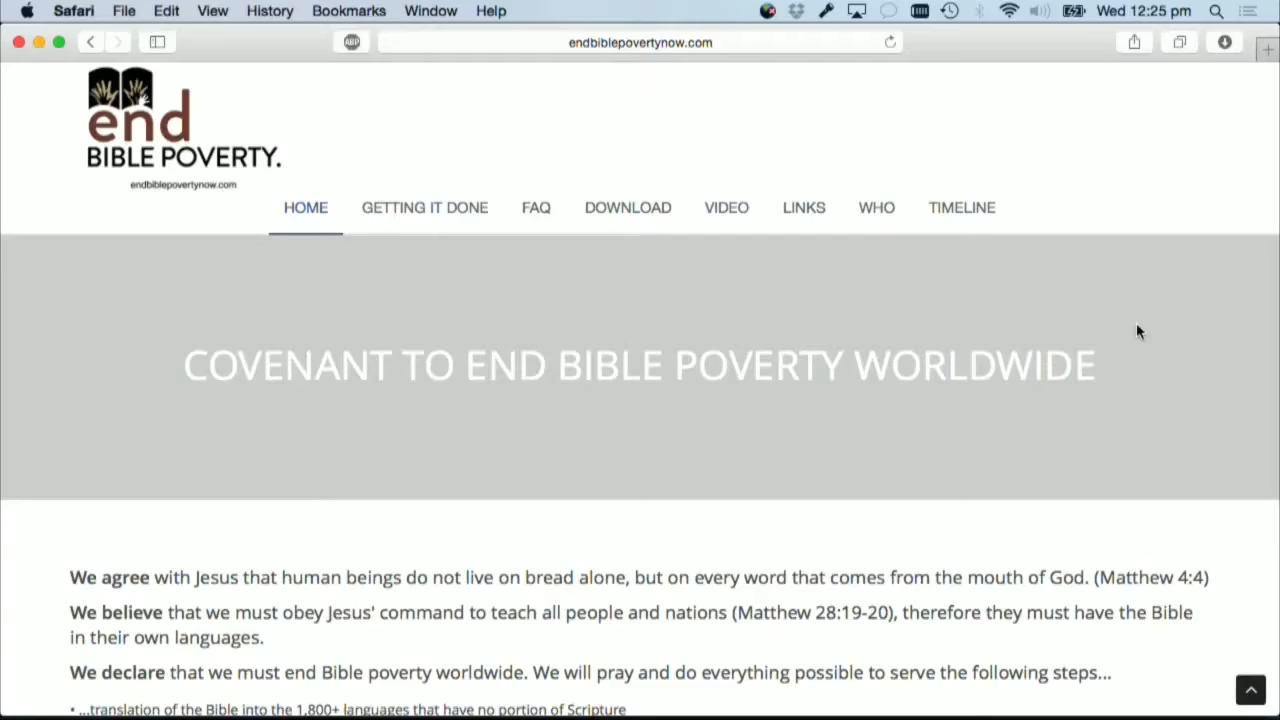 Safari File Edit View History Bookmarks Window Help Wed 12:25 pm
ABP endbiblepovertynow.com
end
BIBLE POVERTY.
endbiblepovertynow.com
HOME GETTING IT DONE FAQ DOWNLOAD VIDEO LINKS WHO TIMELINE
COVENANT TO END BIBLE POVERTY WORLDWIDE
We agree with Jesus that human beings do not live on bread alone, but on every word that comes from the mouth of God. (Matthew 4:4)
We believe that we must obey Jesus' command to teach all people and nations (Matthew 28:19-20), therefore they must have the Bible
in their own languages.
We declare that we must end Bible poverty worldwide. We will pray and do everything possible to serve the following steps...
• ...translation of the Bible into the 1,800+ languages that have no portion of Scripture